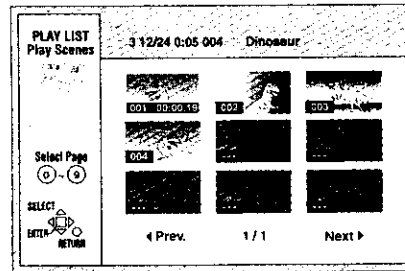 PLAY LIST
Play Scenes
3 12/24 0:05 004 Dinosaur
001 00:00.19
002
003
004
--- --- ---
--- ---
Select Page
0 ~ 9
SELECT
ENTER
RETURN
Prev. 1/1 Next